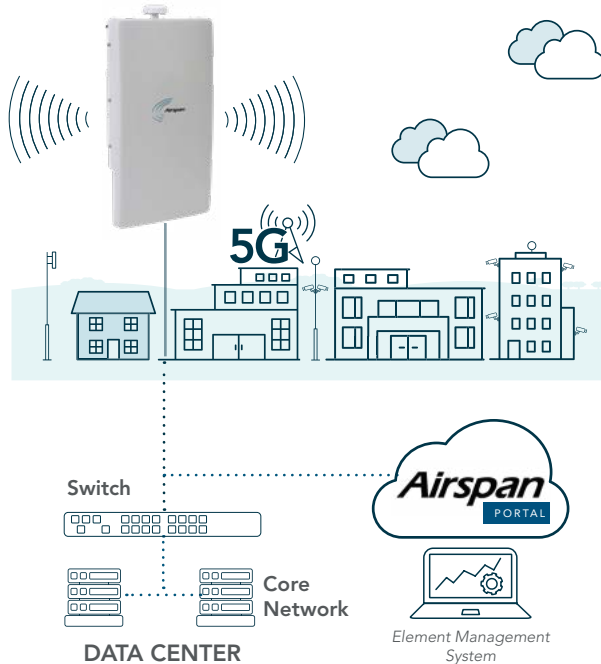 Airspan
5G
Switch
Airspan
PORTAL
Core
Network
DATA CENTER
Element Management
System